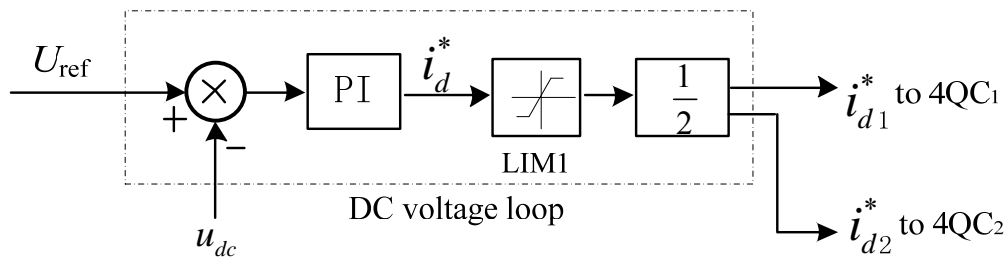 U_ref
+
−
u_dc
PI
i_d^*
LIM1
1/2
i_d1^* to 4QC₁
DC voltage loop
i_d2^* to 4QC₂